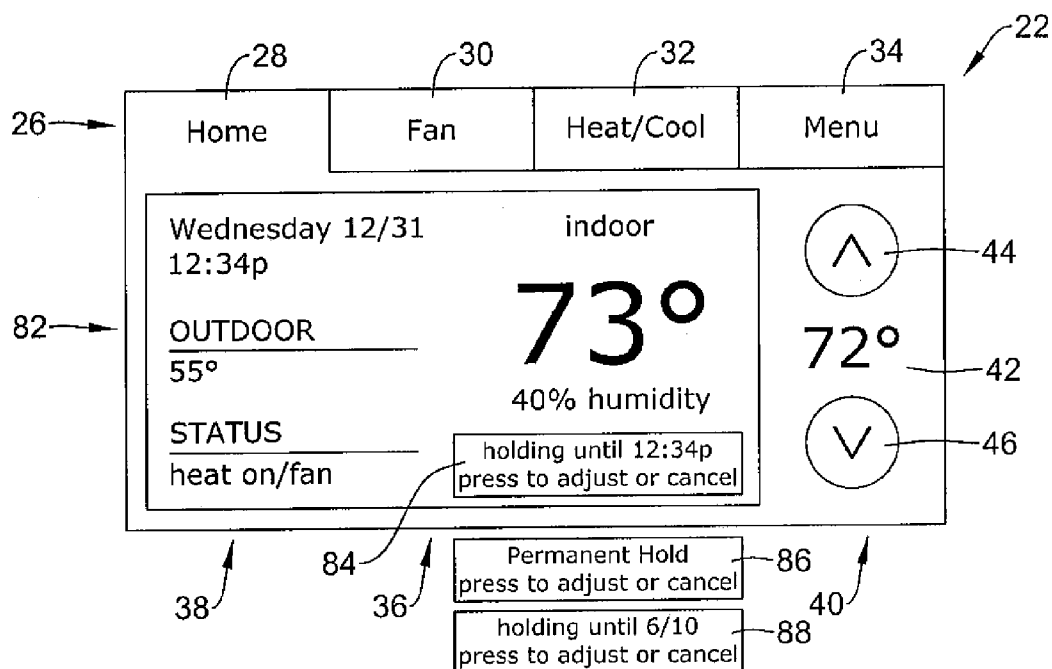 22
28
30
32
34
26
Home
Fan
Heat/Cool
Menu
Wednesday 12/31
12:34p
indoor
44
82
OUTDOOR
55°
73°
72°
42
40% humidity
STATUS
heat on/fan
holding until 12:34p
press to adjust or cancel
46
84
Permanent Hold
press to adjust or cancel
86
38
36
40
holding until 6/10
press to adjust or cancel
88